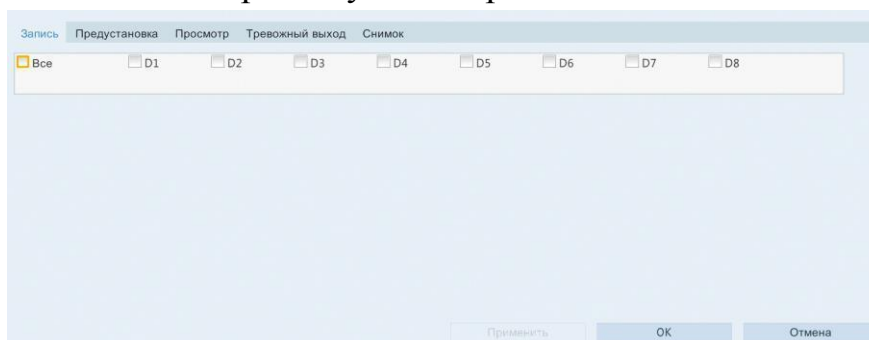 Запись Предустановка Просмотр Тревожный выход Снимок
Все D1 D2 D3 D4 D5 D6 D7 D8
Применить OK Отмена